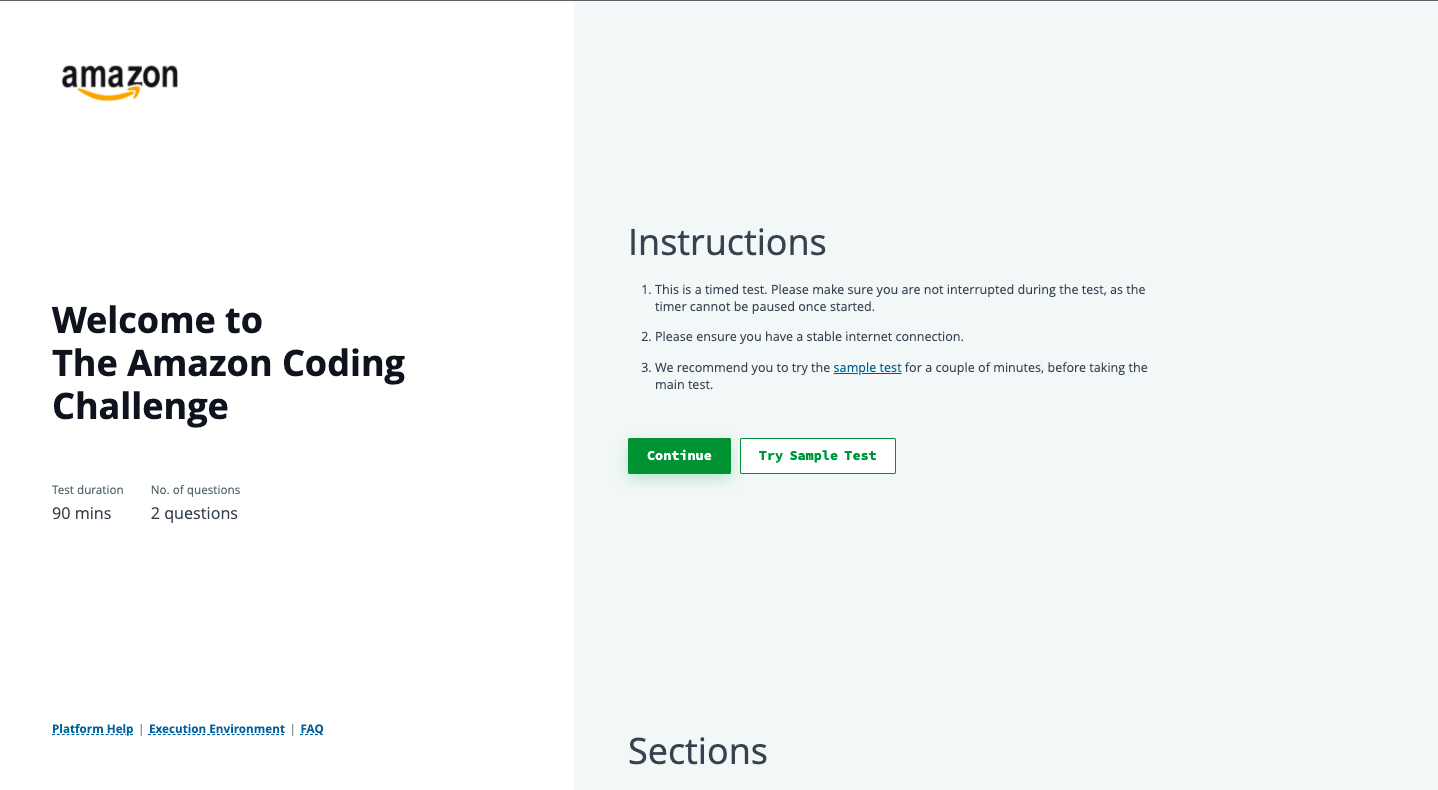 amazon
Welcome to
The Amazon Coding
Challenge
Test duration
No. of questions
90 mins
2 questions
Platform Help | Execution Environment | FAQ
Instructions
1. This is a timed test. Please make sure you are not interrupted during the test, as the
timer cannot be paused once started.
2. Please ensure you have a stable internet connection.
3. We recommend you to try the sample test for a couple of minutes, before taking the
main test.
Continue
Try Sample Test
Sections